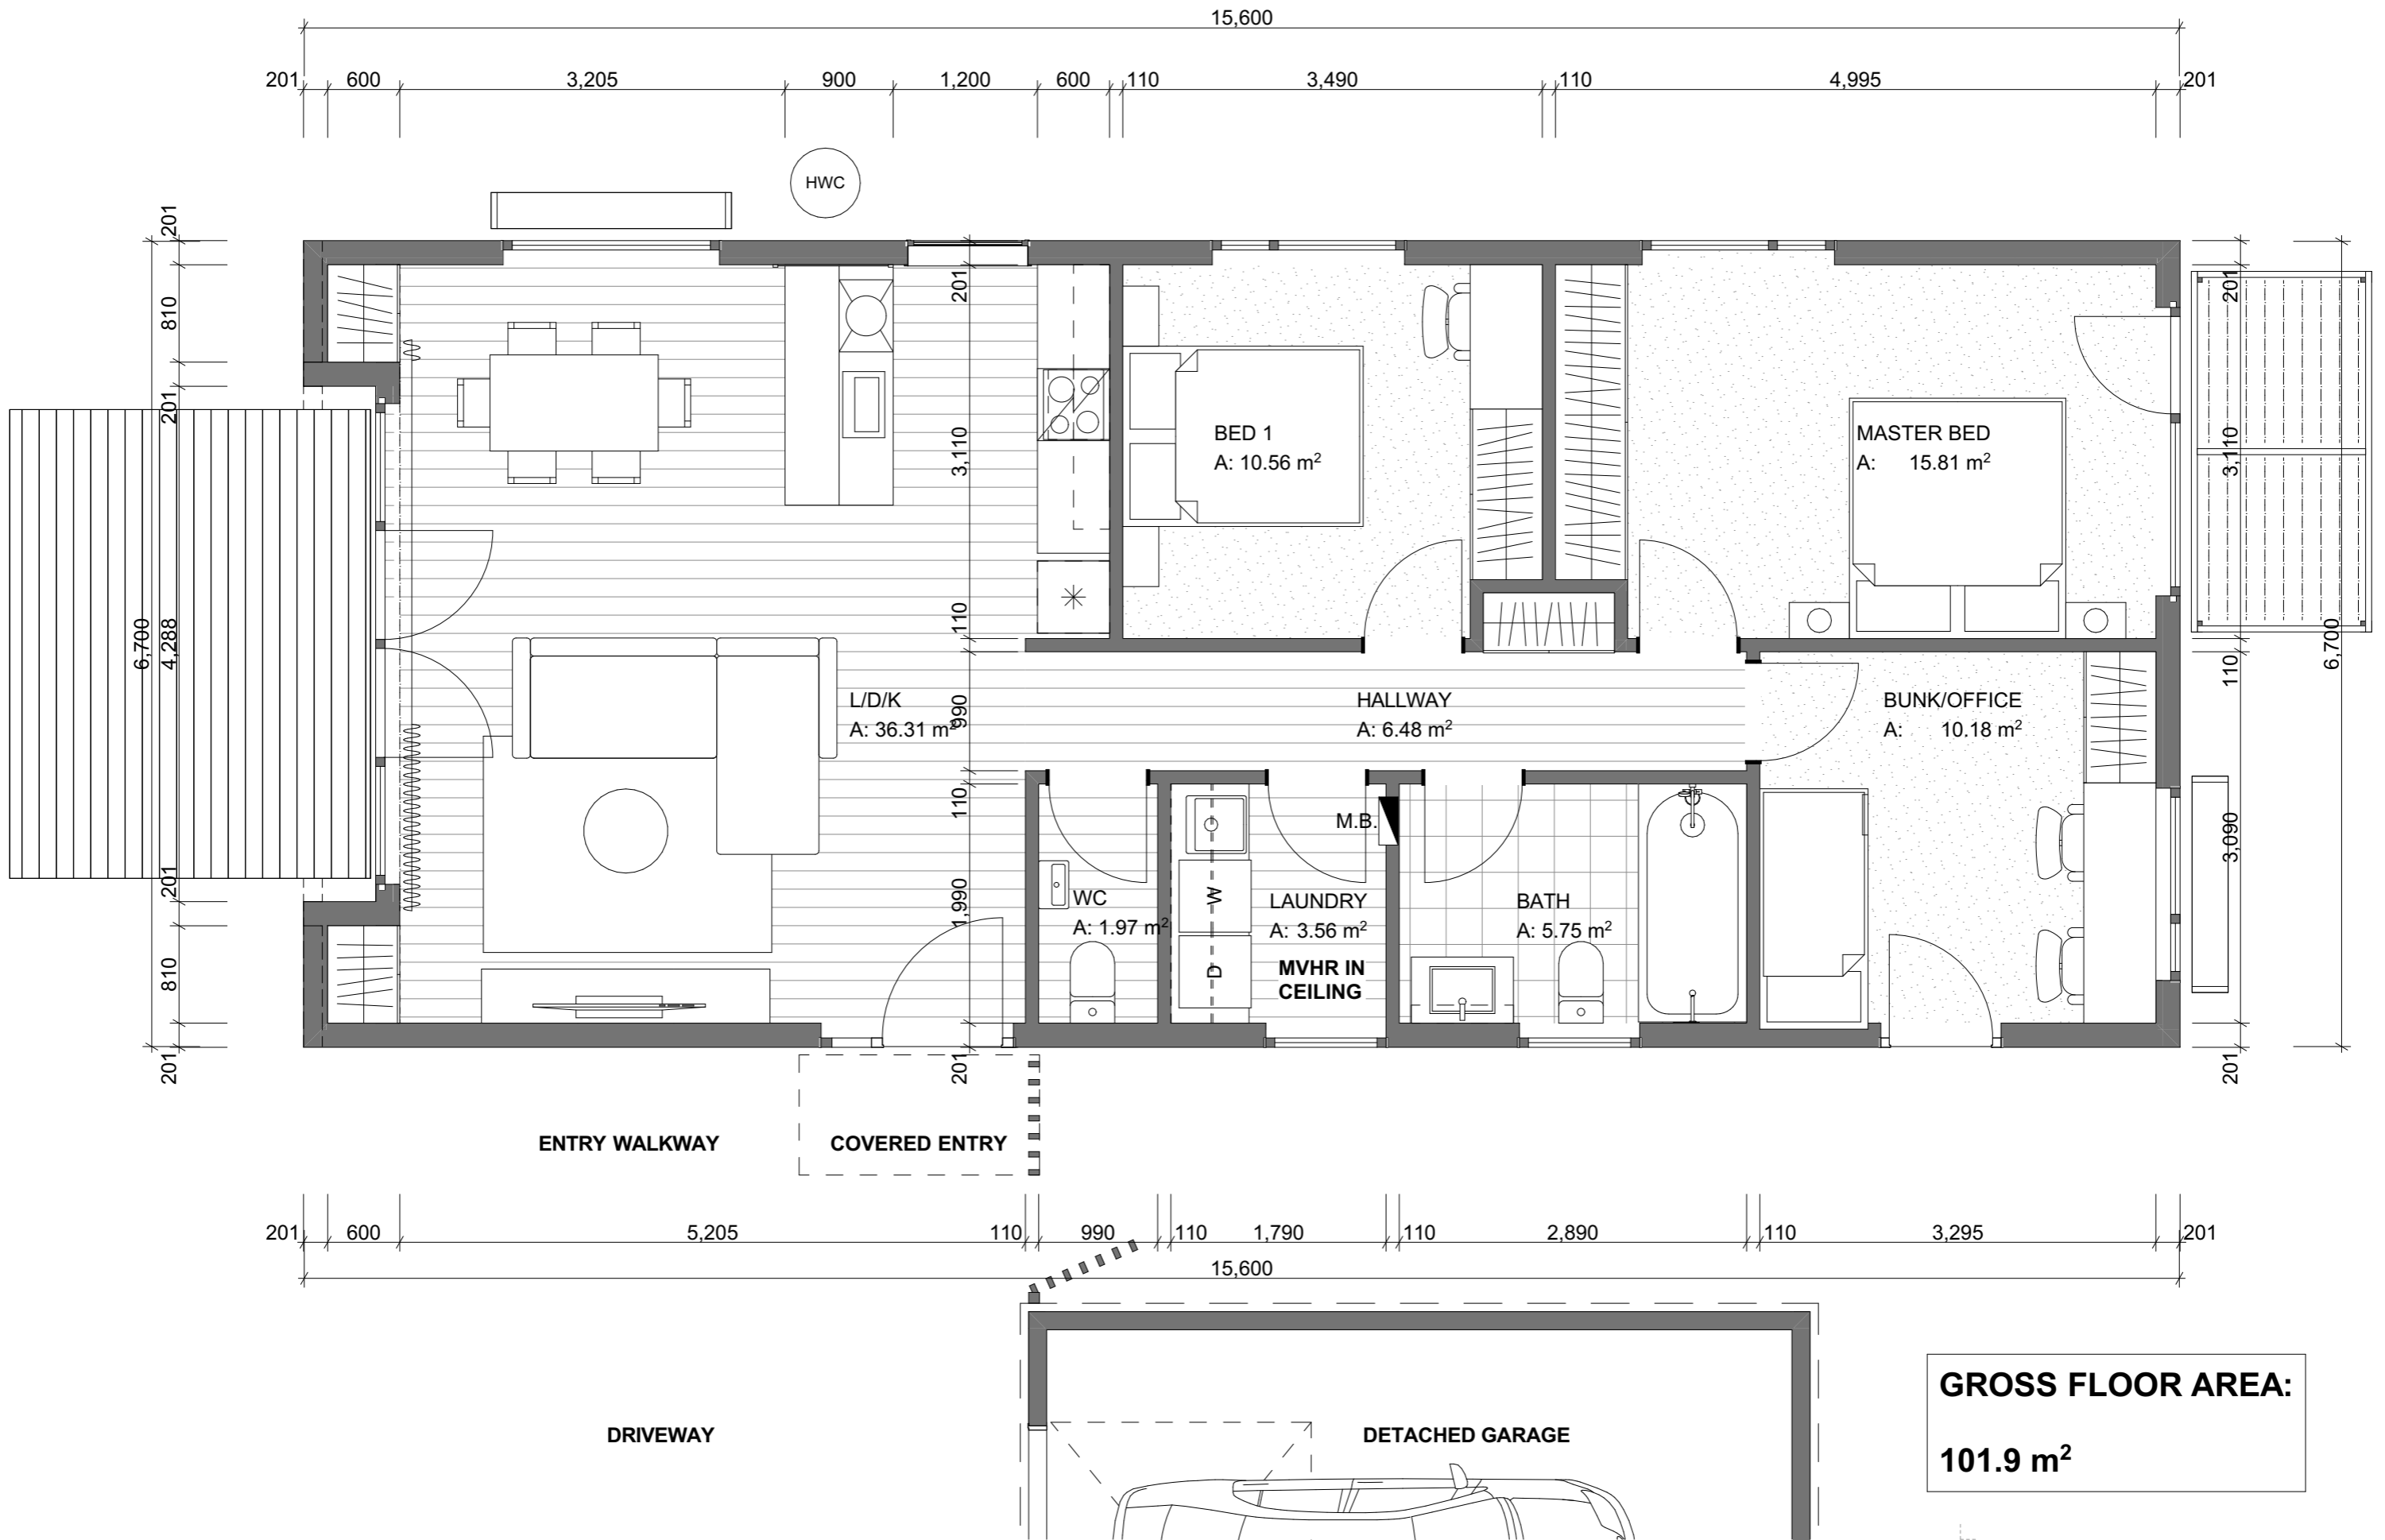 15,600
201 600 3,205 900 1,200 600 110 3,490 110 4,995 201
HWC
201
810
201
4,288
6,700
201
810
201
201
3,110
110
990
110
1,990
201
BED 1
A: 10.56 m²
MASTER BED
A: 15.81 m²
201
3,110
110
3,090
201
6,700
L/D/K
A: 36.31 m²
HALLWAY
A: 6.48 m²
BUNK/OFFICE
A: 10.18 m²
M.B.
WC
A: 1.97 m²
W
D
LAUNDRY
A: 3.56 m²
MVHR IN
CEILING
BATH
A: 5.75 m²
ENTRY WALKWAY
COVERED ENTRY
201 600 5,205 110 990 110 1,790 110 2,890 110 3,295 201
15,600
DRIVEWAY
DETACHED GARAGE
GROSS FLOOR AREA:
101.9 m²